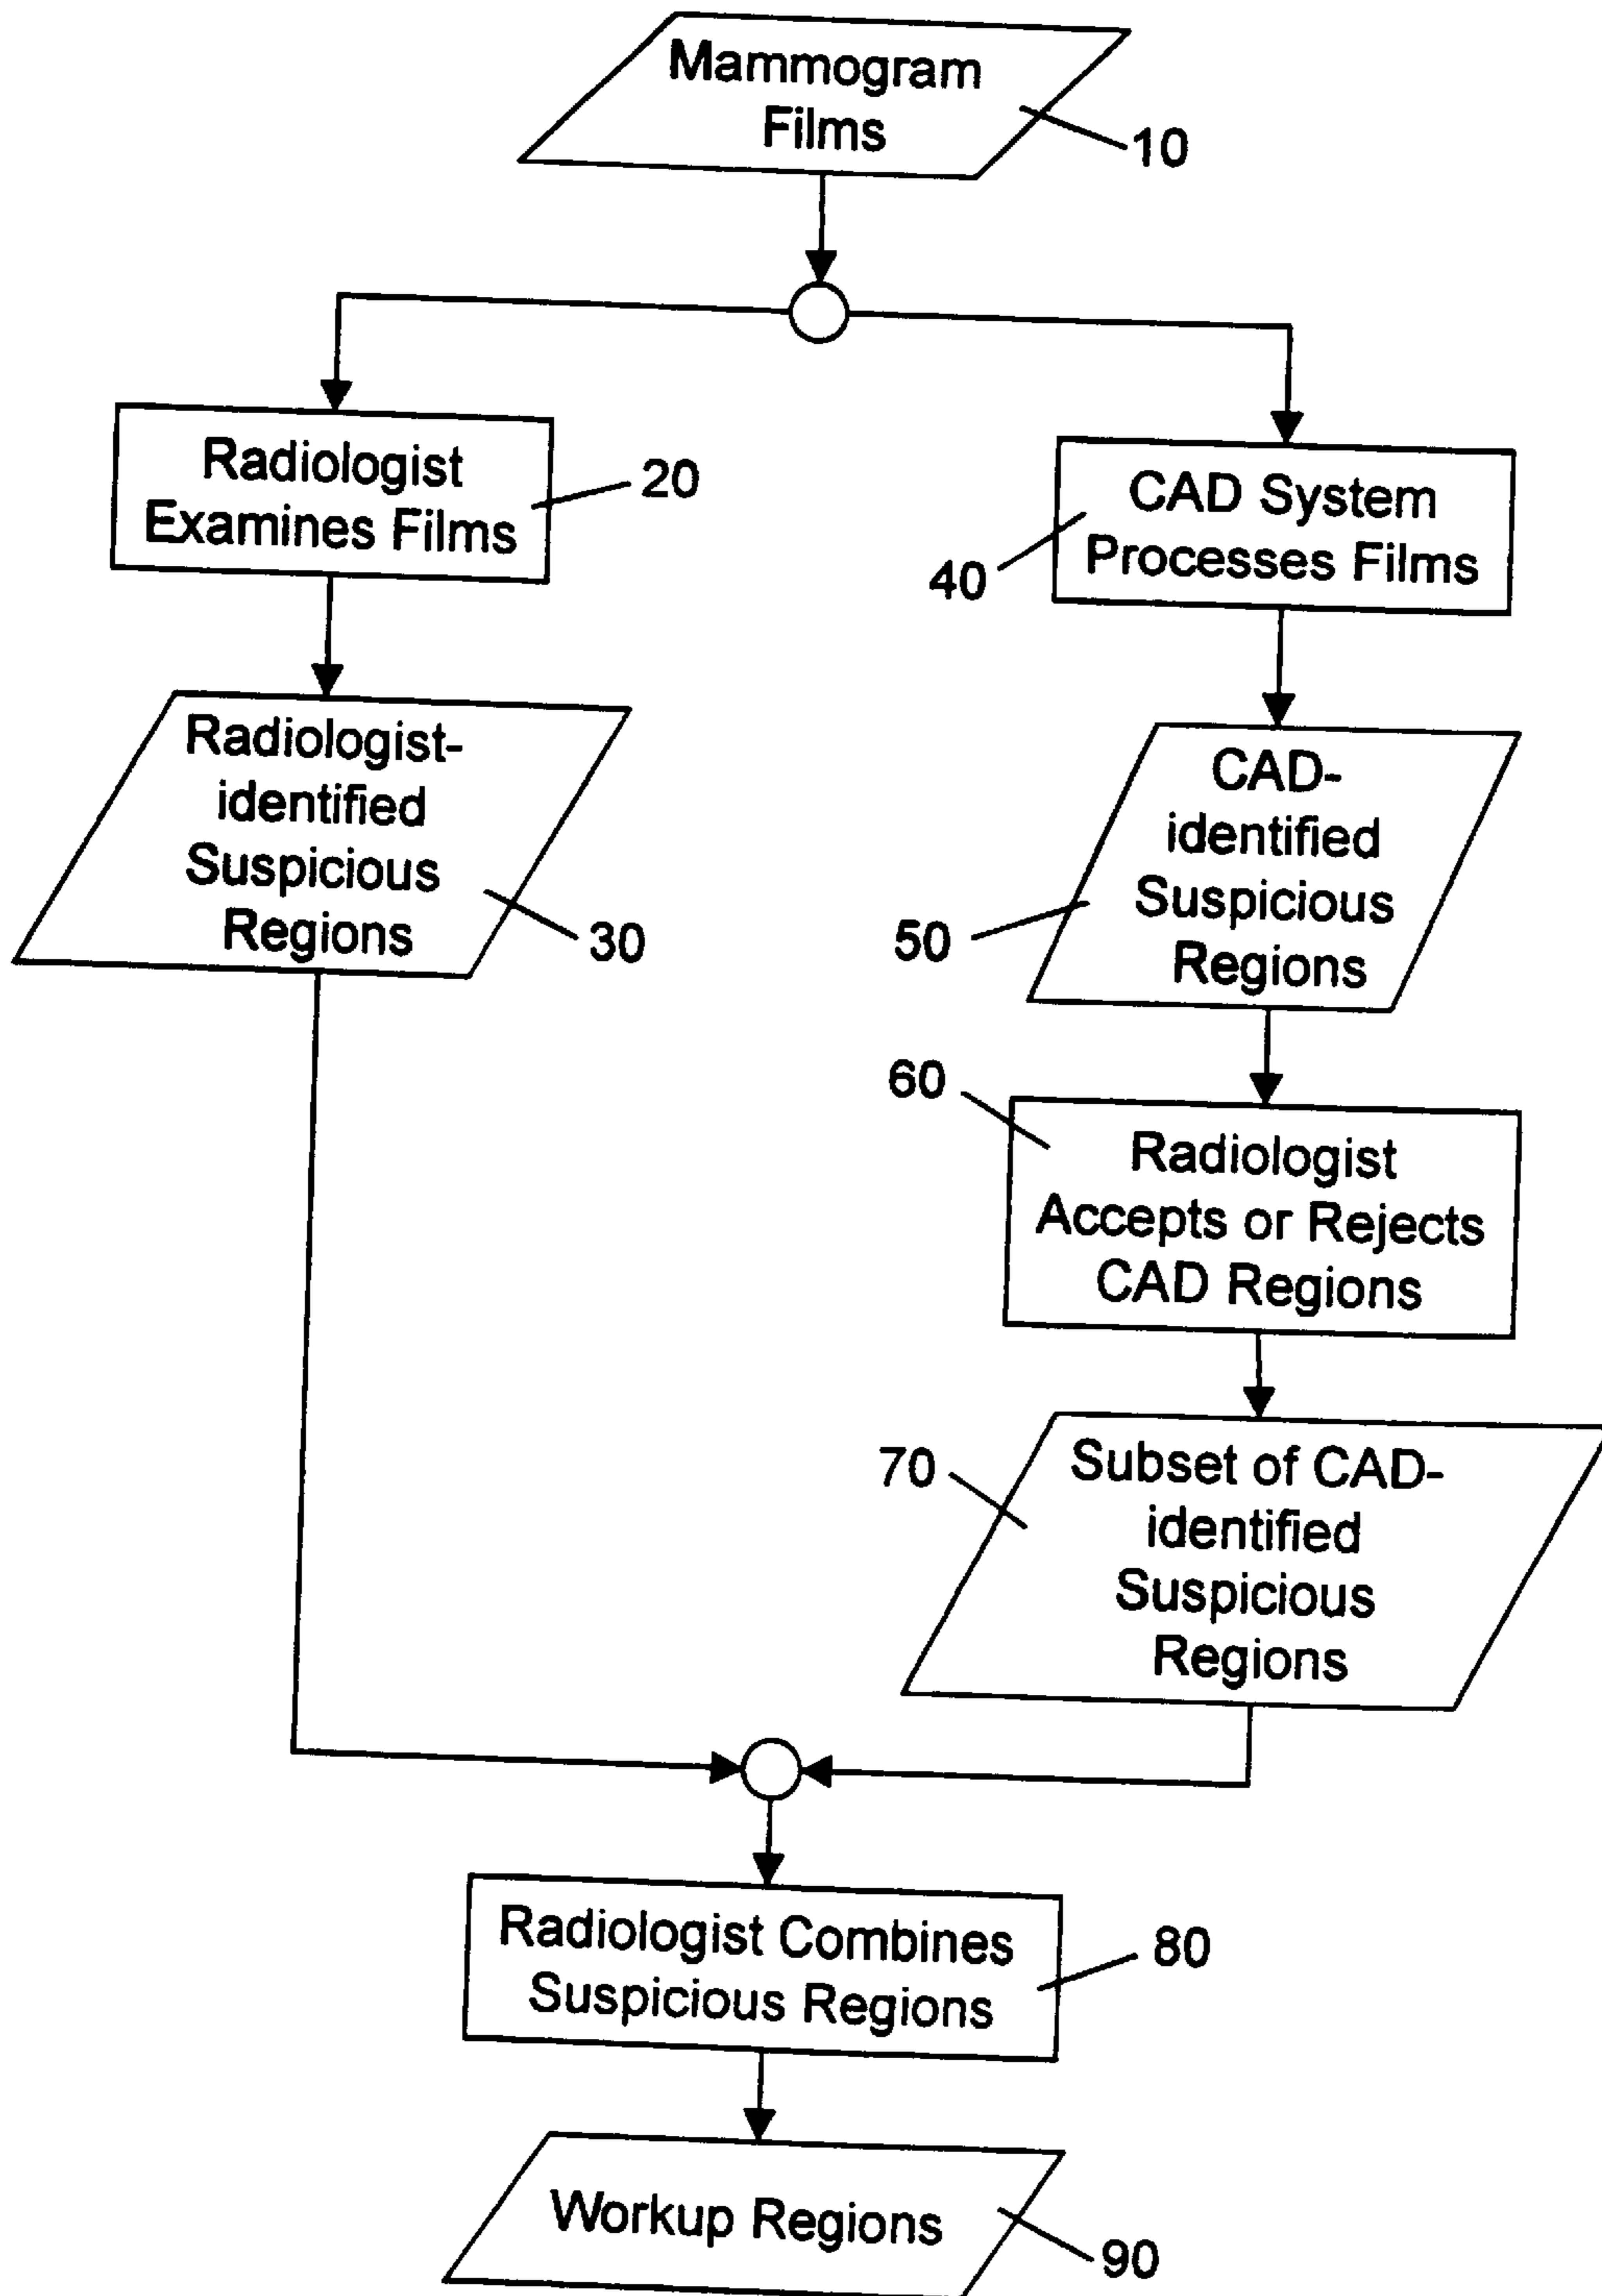 Mammogram
Films
10
Radiologist
Examines Films
20
CAD System
Processes Films
40
Radiologist-
identified
Suspicious
Regions
30
CAD-
identified
Suspicious
Regions
50
60
Radiologist
Accepts or Rejects
CAD Regions
70
Subset of CAD-
identified
Suspicious
Regions
Radiologist Combines
Suspicious Regions
80
Workup Regions
90